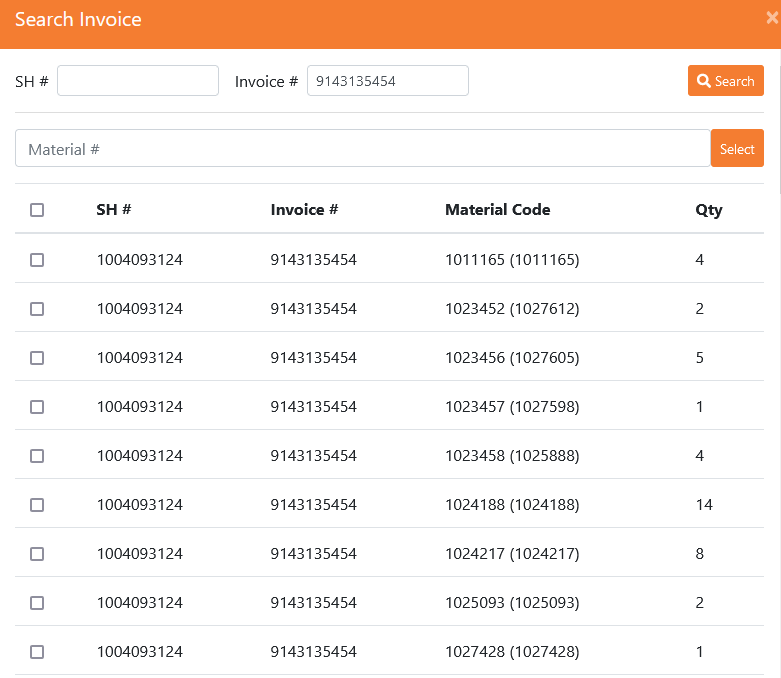 Search Invoice ×
SH # Invoice # 9143135454 Search
Material # Select
SH # Invoice # Material Code Qty
1004093124 9143135454 1011165 (1011165) 4
1004093124 9143135454 1023452 (1027612) 2
1004093124 9143135454 1023456 (1027605) 5
1004093124 9143135454 1023457 (1027598) 1
1004093124 9143135454 1023458 (1025888) 4
1004093124 9143135454 1024188 (1024188) 14
1004093124 9143135454 1024217 (1024217) 8
1004093124 9143135454 1025093 (1025093) 2
1004093124 9143135454 1027428 (1027428) 1